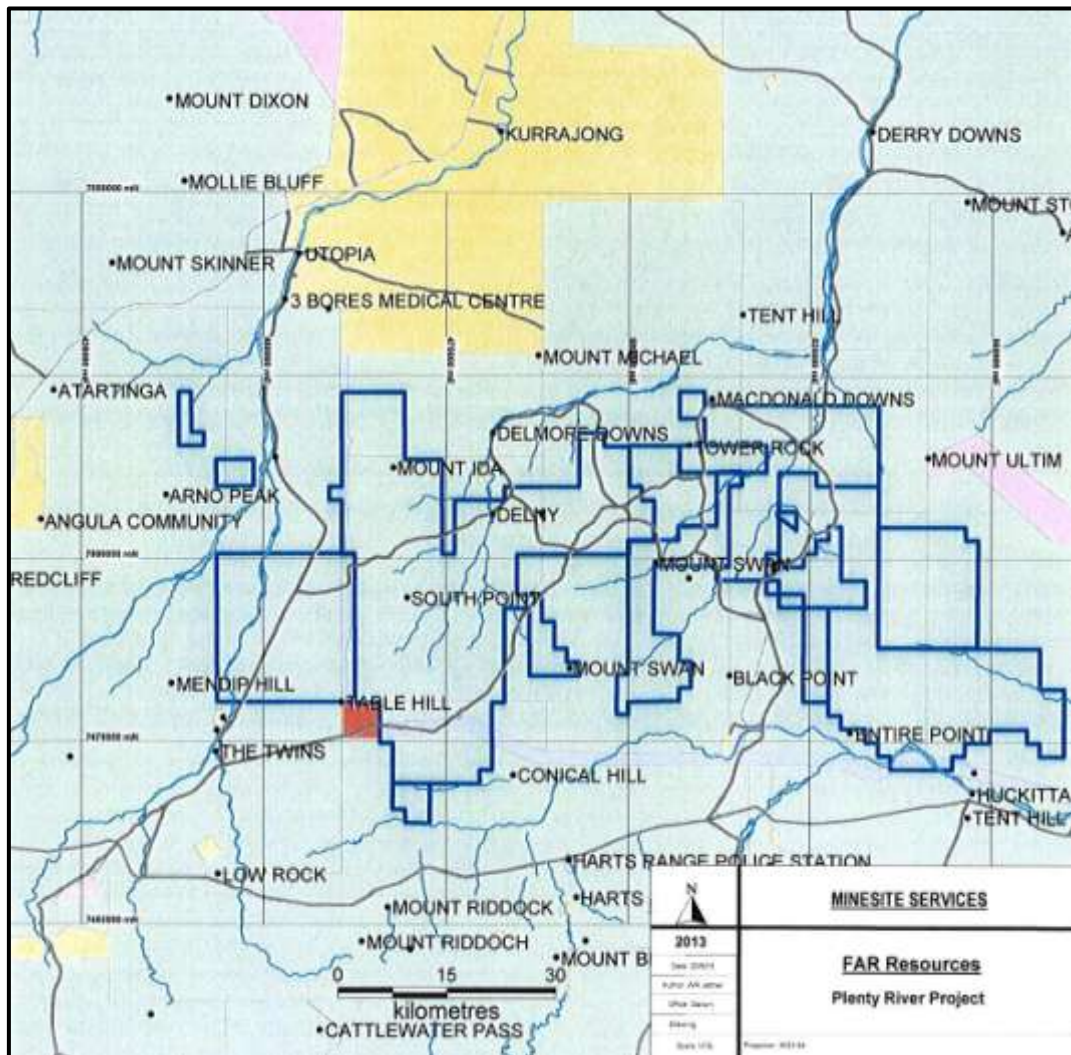 MOUNT DIXON
KURRAJONG
DERRY DOWNS
MOLLIE BLUFF
MOUNT STO
UTOPIA
MOUNT SKINNER
3 BORES MEDICAL CENTRE
TENT HILL
MOUNT MICHAEL
ATARTINGA
MACDONALD DOWNS
DELMORE DOWNS
TOWER ROCK
MOUNT IDA
MOUNT ULTIM
ARNO PEAK
ANGULA COMMUNITY
DELNY
MOUNT SWAN
REDCLIFF
SOUTH POINT
MOUNT SWAN
BLACK POINT
MENDIP HILL
TABLE HILL
ENTIRE POINT
THE TWINS
CONICAL HILL
HUCKITTA
TENT HILL
HARTS RANGE POLICE STATION
LOW ROCK
HARTS
MOUNT RIDDOCK
MOUNT RIDDOCH
MOUNT B
0 15 30
kilometres
CATTLEWATER PASS
N
2013
MINESITE SERVICES
FAR Resources
Plenty River Project